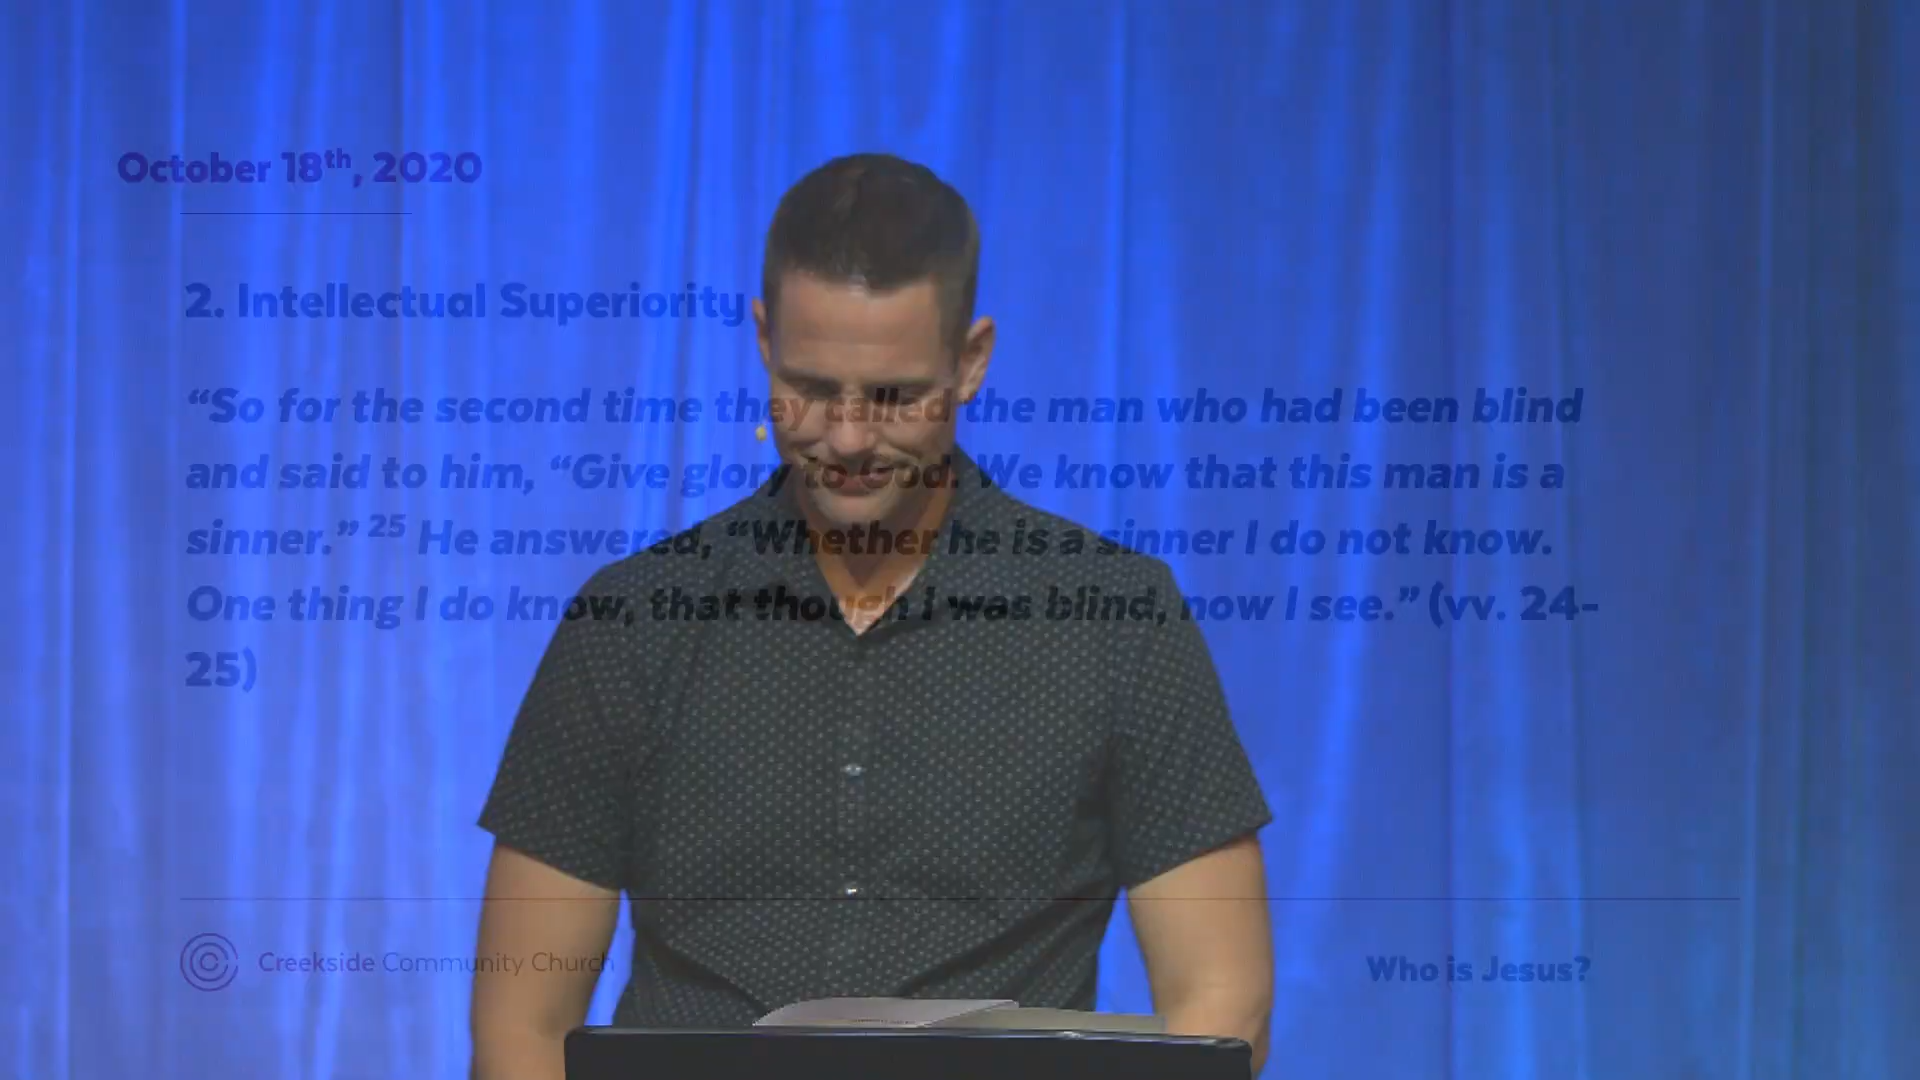 October 18th, 2020
2. Intellectual Superiority
“So for the second time they called the man who had been blind
and said to him, “Give glory to God. We know that this man is a
sinner.” 25 He answered, “Whether he is a sinner I do not know.
One thing I do know, that though I was blind, now I see.” (vv. 24-
25)
Creekside Community Church
Who is Jesus?